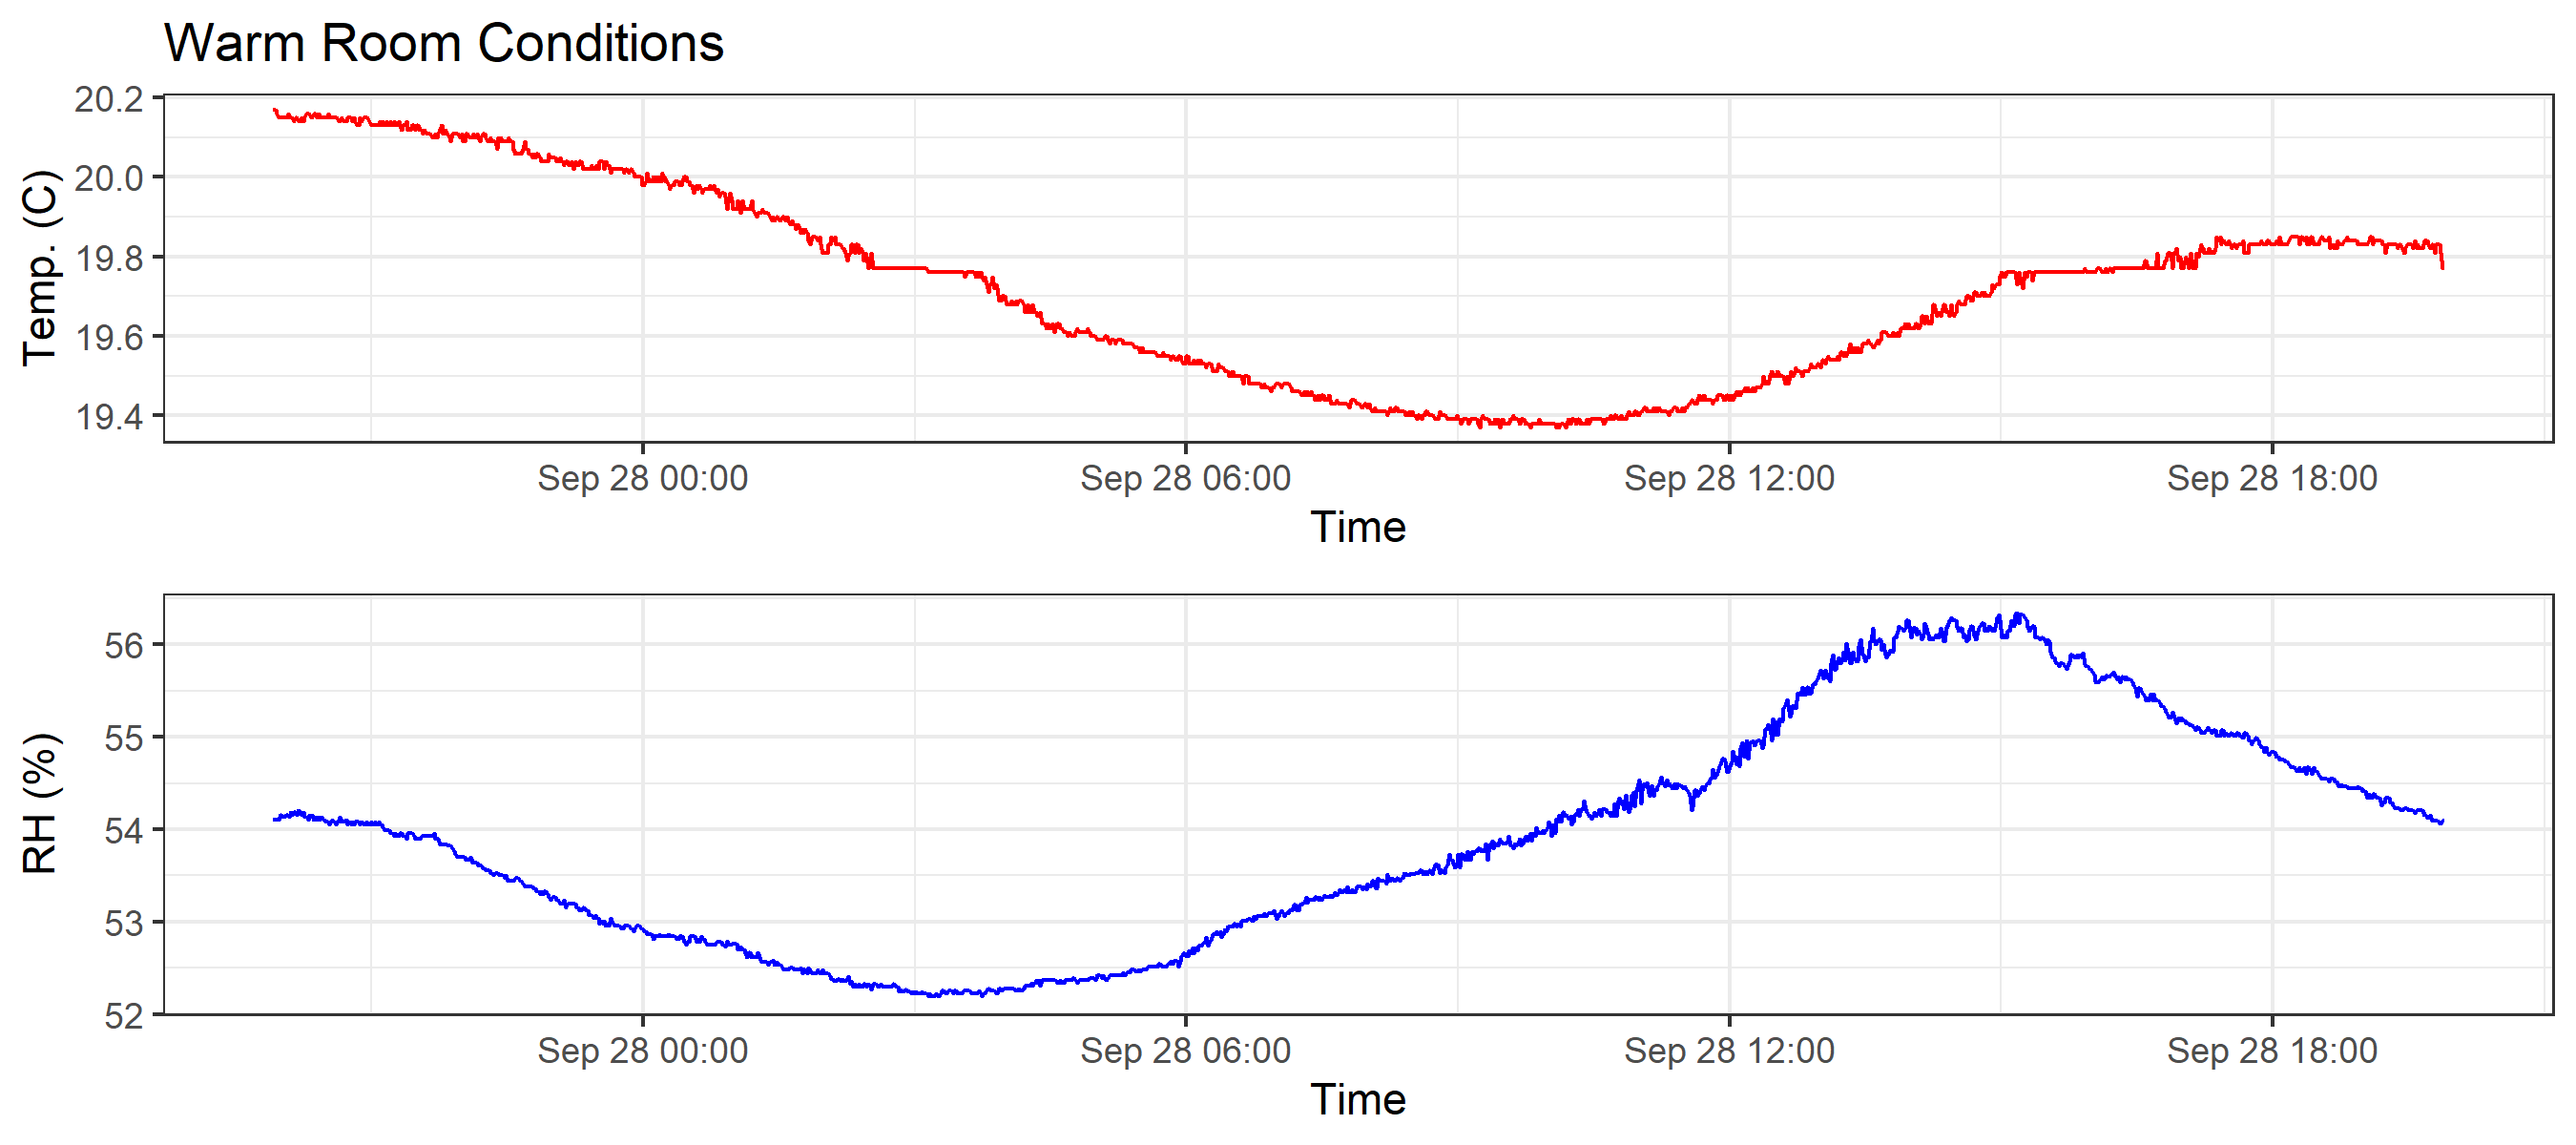 Warm Room Conditions
Temp. (C)
20.2
20.0
19.8
19.6
19.4
Sep 28 00:00 Sep 28 06:00 Sep 28 12:00 Sep 28 18:00
Time
RH (%)
56
55
54
53
52
Sep 28 00:00 Sep 28 06:00 Sep 28 12:00 Sep 28 18:00
Time